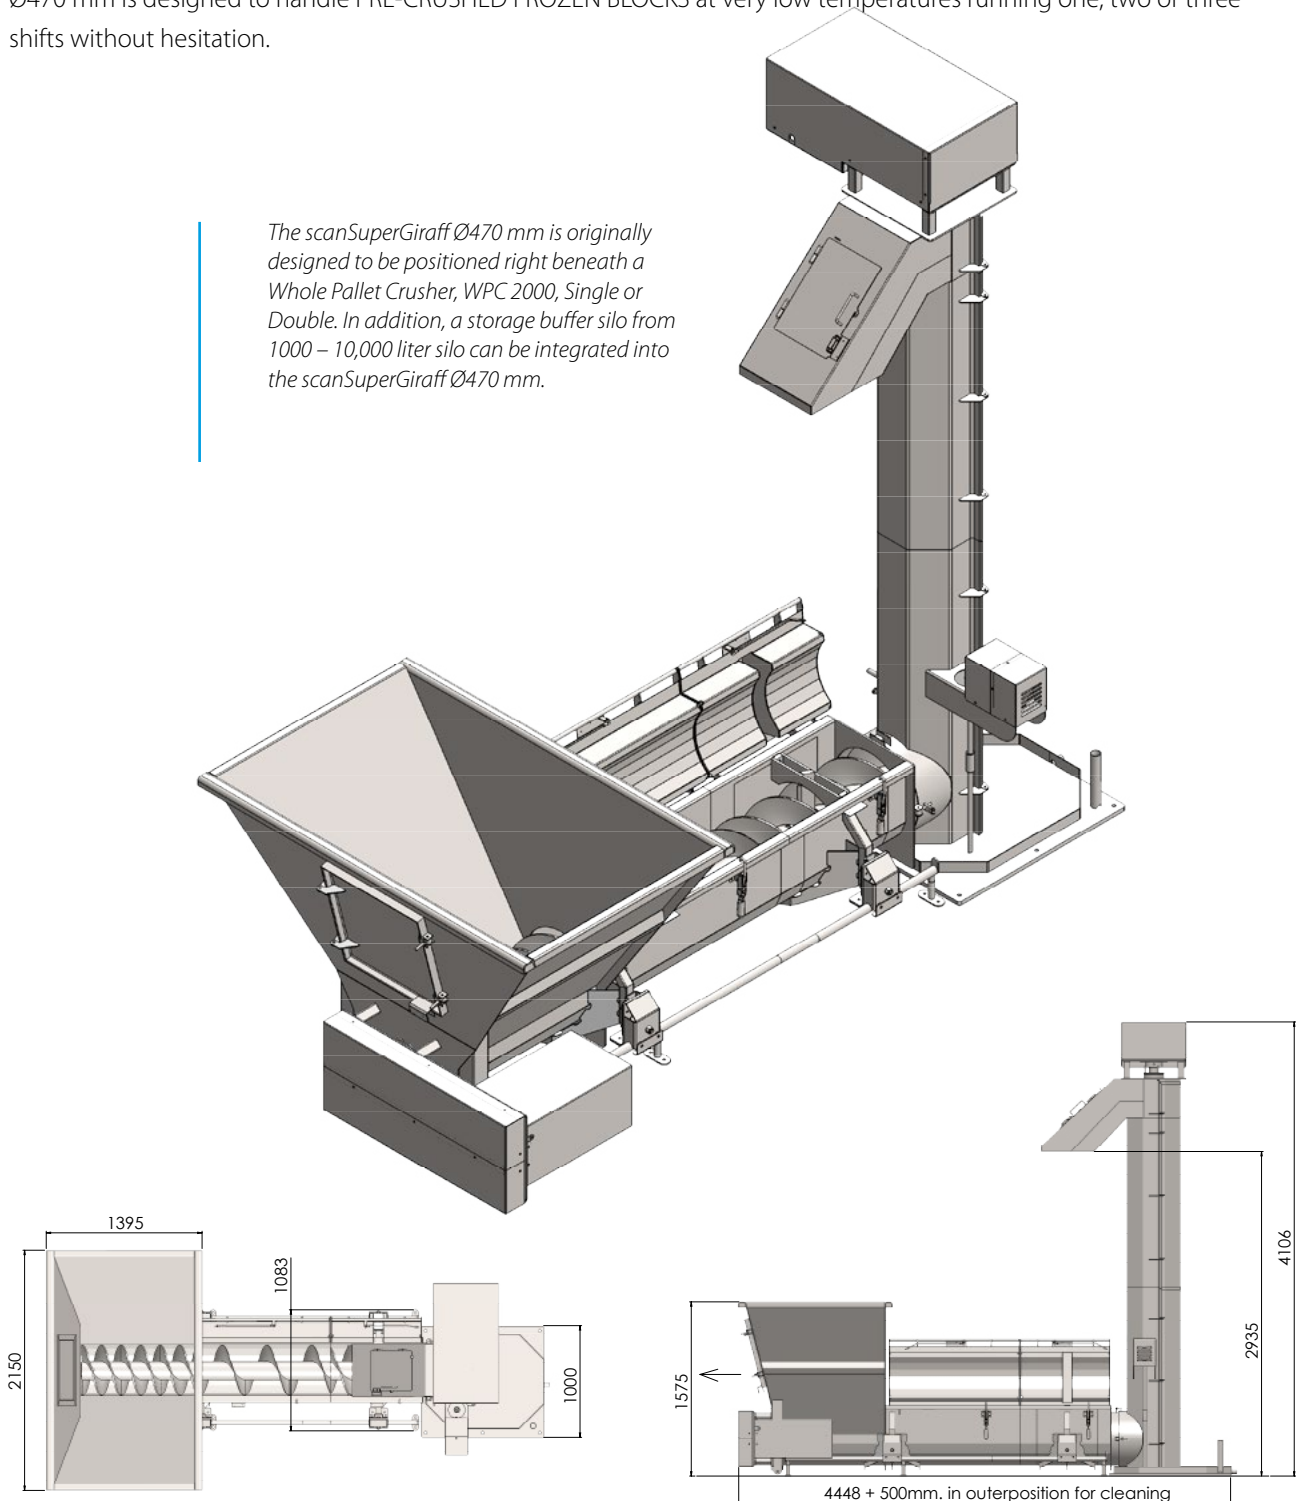 Ø470 mm is designed to handle PRE-CRUSHED FROZEN BLOCKS at very low temperatures running one, two or three
shifts without hesitation.
The scanSuperGiraff Ø470 mm is originally
designed to be positioned right beneath a
Whole Pallet Crusher, WPC 2000, Single or
Double. In addition, a storage buffer silo from
1000 – 10,000 liter silo can be integrated into
the scanSuperGiraff Ø470 mm.
1395
2150
1083
1000
1575
2935
4106
4448 + 500mm. in outerposition for cleaning